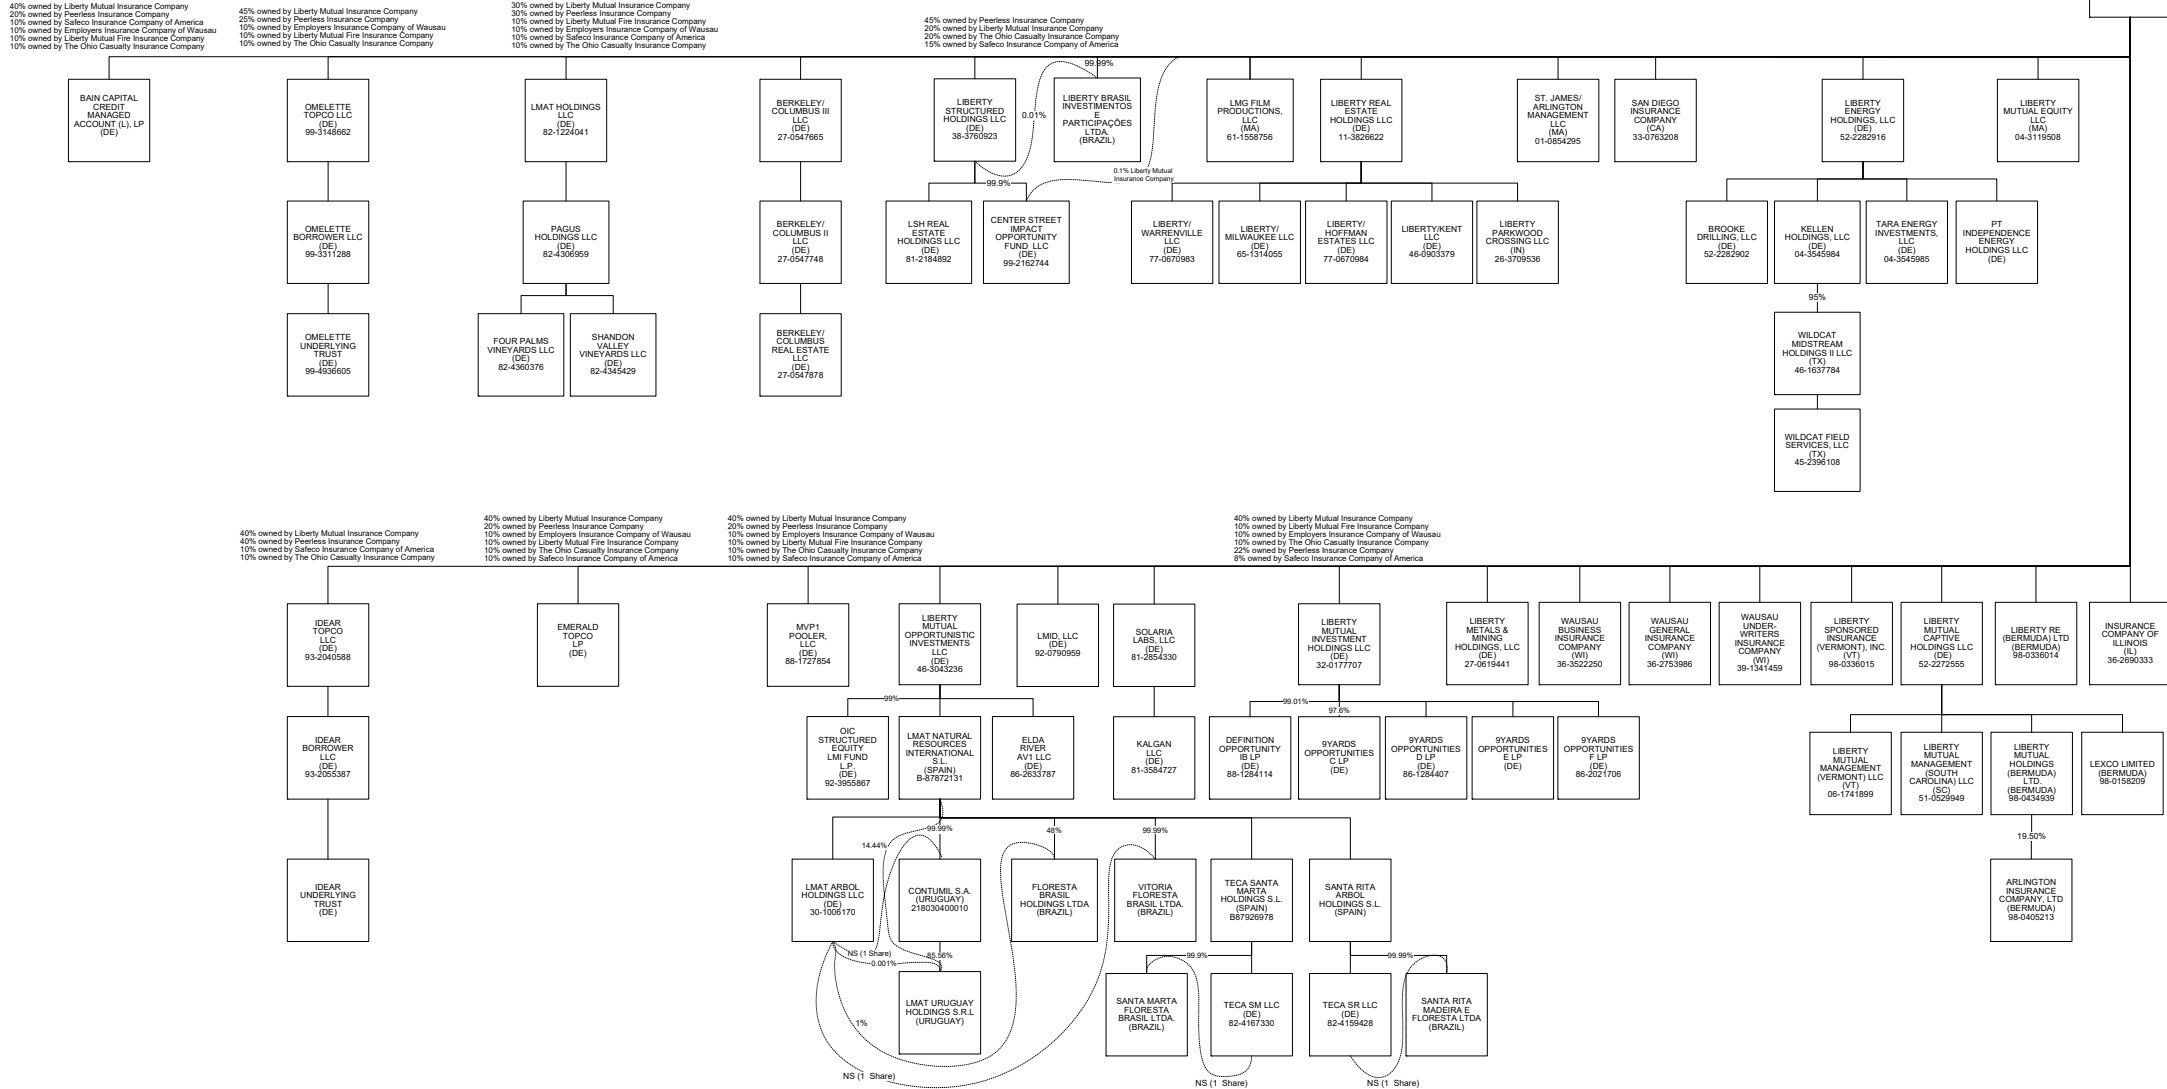 40% owned by Liberty Mutual Insurance Company
20% owned by Peerless Insurance Company
10% owned by Safeco Insurance Company of America
10% owned by Employers Insurance Company of Wausau
10% owned by Liberty Mutual Fire Insurance Company
10% owned by The Ohio Casualty Insurance Company
45% owned by Liberty Mutual Insurance Company
25% owned by Peerless Insurance Company
10% owned by Employers Insurance Company of Wausau
10% owned by Liberty Mutual Fire Insurance Company
10% owned by The Ohio Casualty Insurance Company
30% owned by Liberty Mutual Insurance Company
30% owned by Peerless Insurance Company
10% owned by Liberty Mutual Fire Insurance Company
10% owned by Employers Insurance Company of Wausau
10% owned by Safeco Insurance Company of America
10% owned by The Ohio Casualty Insurance Company
45% owned by Peerless Insurance Company
20% owned by Liberty Mutual Insurance Company
20% owned by The Ohio Casualty Insurance Company
15% owned by Safeco Insurance Company of America
BAIN CAPITAL
CREDIT
MANAGED
ACCOUNT (L), LP
(DE)
OMELETTE
TOPCO LLC
(DE)
99-3148662
LMAT HOLDINGS
LLC
(DE)
82-1224041
BERKELEY/
COLUMBUS III
LLC
(DE)
27-0547665
LIBERTY
STRUCTURED
HOLDINGS LLC
(DE)
38-3760923
0.01%
99.99%
LIBERTY BRASIL
INVESTIMENTOS
E
PARTICIPAÇÕES
LTDA.
(BRAZIL)
LMG FILM
PRODUCTIONS,
LLC
(MA)
61-1558756
LIBERTY REAL
ESTATE
HOLDINGS LLC
(DE)
11-3826622
ST. JAMES/
ARLINGTON
MANAGEMENT
LLC
(MA)
01-0854295
SAN DIEGO
INSURANCE
COMPANY
(CA)
33-0763208
LIBERTY
ENERGY
HOLDINGS, LLC
(DE)
52-2282916
LIBERTY
MUTUAL EQUITY
LLC
(MA)
04-3119508
99.9%
0.1% Liberty Mutual
Insurance Company
OMELETTE
BORROWER LLC
(DE)
99-3311288
PAGUS
HOLDINGS LLC
(DE)
82-4306959
BERKELEY/
COLUMBUS II
LLC
(DE)
27-0547748
LSH REAL
ESTATE
HOLDINGS LLC
(DE)
81-2184892
CENTER STREET
IMPACT
OPPORTUNITY
FUND LLC
(DE)
99-2162744
LIBERTY/
WARRENVILLE
LLC
(DE)
77-0670983
LIBERTY/
MILWAUKEE LLC
(DE)
65-1314055
LIBERTY/
HOFFMAN
ESTATES LLC
(DE)
77-0670984
LIBERTY/KENT
LLC
(DE)
46-0903379
LIBERTY
PARKWOOD
CROSSING LLC
(IN)
26-3709536
BROOKE
DRILLING, LLC
(DE)
52-2282902
KELLEN
HOLDINGS, LLC
(DE)
04-3545984
TARA ENERGY
INVESTMENTS,
LLC
(DE)
04-3545985
PT
INDEPENDENCE
ENERGY
HOLDINGS LLC
(DE)
95%
OMELETTE
UNDERLYING
TRUST
(DE)
99-4936605
FOUR PALMS
VINEYARDS LLC
(DE)
82-4360376
SHANDON
VALLEY
VINEYARDS LLC
(DE)
82-4345429
BERKELEY/
COLUMBUS
REAL ESTATE
LLC
(DE)
27-0547878
WILDCAT
MIDSTREAM
HOLDINGS II LLC
(TX)
46-1637784
WILDCAT FIELD
SERVICES, LLC
(TX)
45-2396108
40% owned by Liberty Mutual Insurance Company
40% owned by Peerless Insurance Company
10% owned by Safeco Insurance Company of America
10% owned by The Ohio Casualty Insurance Company
40% owned by Liberty Mutual Insurance Company
20% owned by Peerless Insurance Company
10% owned by Employers Insurance Company of Wausau
10% owned by Liberty Mutual Fire Insurance Company
10% owned by The Ohio Casualty Insurance Company
10% owned by Safeco Insurance Company of America
40% owned by Liberty Mutual Insurance Company
20% owned by Peerless Insurance Company
10% owned by Employers Insurance Company of Wausau
10% owned by Liberty Mutual Fire Insurance Company
10% owned by The Ohio Casualty Insurance Company
10% owned by Safeco Insurance Company of America
40% owned by Liberty Mutual Insurance Company
10% owned by Liberty Mutual Fire Insurance Company
10% owned by Employers Insurance Company of Wausau
10% owned by The Ohio Casualty Insurance Company
22% owned by Peerless Insurance Company
8% owned by Safeco Insurance Company of America
IDEAR
TOPCO
LLC
(DE)
93-2040588
EMERALD
TOPCO
LP
(DE)
MVP1
POOLER,
LLC
(DE)
88-1727854
LIBERTY
MUTUAL
OPPORTUNISTIC
INVESTMENTS
LLC
(DE)
46-3043236
LMID, LLC
(DE)
92-0790959
SOLARIA
LABS, LLC
(DE)
81-2854330
LIBERTY
MUTUAL
INVESTMENT
HOLDINGS LLC
(DE)
32-0177707
LIBERTY
METALS &
MINING
HOLDINGS, LLC
(DE)
27-0619441
WAUSAU
BUSINESS
INSURANCE
COMPANY
(WI)
36-3522250
WAUSAU
GENERAL
INSURANCE
COMPANY
(WI)
36-2753986
WAUSAU
UNDER-
WRITERS
INSURANCE
COMPANY
(WI)
39-1341459
LIBERTY
SPONSORED
INSURANCE
(VERMONT), INC.
(VT)
98-0336015
LIBERTY
MUTUAL
CAPTIVE
HOLDINGS LLC
(DE)
52-2272555
LIBERTY RE
(BERMUDA) LTD
(BERMUDA)
98-0336014
INSURANCE
COMPANY OF
ILLINOIS
(IL)
36-2690333
99%
99.01%
97.6%
IDEAR
BORROWER
LLC
(DE)
93-2055387
OIC
STRUCTURED
EQUITY
LMI FUND
L.P.
(DE)
92-3955867
LMAT NATURAL
RESOURCES
INTERNATIONAL
S.L.
(SPAIN)
B-87872131
ELDA
RIVER
AV1 LLC
(DE)
86-2633787
KALGAN
LLC
(DE)
81-3584727
DEFINITION
OPPORTUNITY
IB LP
(DE)
88-1284114
9YARDS
OPPORTUNITIES
C LP
(DE)
9YARDS
OPPORTUNITIES
D LP
(DE)
86-1284407
9YARDS
OPPORTUNITIES
E LP
(DE)
9YARDS
OPPORTUNITIES
F LP
(DE)
86-2021706
LIBERTY
MUTUAL
MANAGEMENT
(VERMONT) LLC
(VT)
06-1741899
LIBERTY
MUTUAL
MANAGEMENT
(SOUTH
CAROLINA) LLC
(SC)
51-0529949
LIBERTY
MUTUAL
HOLDINGS
(BERMUDA)
LTD.
(BERMUDA)
98-0434939
LEXCO LIMITED
(BERMUDA)
98-0158209
14.44%
99.99%
48%
99.99%
19.50%
IDEAR
UNDERLYING
TRUST
(DE)
LMAT ARBOL
HOLDINGS LLC
(DE)
30-1006170
CONTUMIL S.A.
(URUGUAY)
218030400010
FLORESTA
BRASIL
HOLDINGS LTDA
(BRAZIL)
VITORIA
FLORESTA
BRASIL LTDA.
(BRAZIL)
TECA SANTA
MARTA
HOLDINGS S.L.
(SPAIN)
B87926978
SANTA RITA
ARBOL
HOLDINGS S.L.
(SPAIN)
ARLINGTON
INSURANCE
COMPANY, LTD
(BERMUDA)
98-0405213
NS (1 Share)
0.001%
85.56%
99.9%
99.99%
LMAT URUGUAY
HOLDINGS S.R.L
(URUGUAY)
SANTA MARTA
FLORESTA
BRASIL LTDA.
(BRAZIL)
TECA SM LLC
(DE)
82-4167330
TECA SR LLC
(DE)
82-4159428
SANTA RITA
MADEIRA E
FLORESTA LTDA
(BRAZIL)
1%
NS (1 Share)
NS (1 Share)
NS (1 Share)